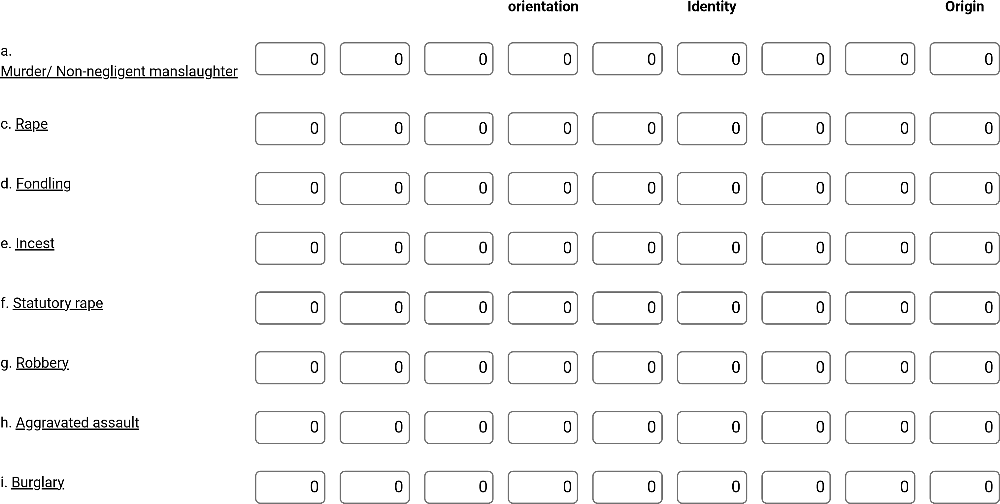 orientation Identity Origin
a. 0 0 0 0 0 0 0 0 0
Murder/ Non-negligent manslaughter
c. Rape 0 0 0 0 0 0 0 0 0
d. Fondling 0 0 0 0 0 0 0 0 0
e. Incest 0 0 0 0 0 0 0 0 0
f. Statutory rape 0 0 0 0 0 0 0 0 0
g. Robbery 0 0 0 0 0 0 0 0 0
h. Aggravated assault 0 0 0 0 0 0 0 0 0
i. Burglary 0 0 0 0 0 0 0 0 0